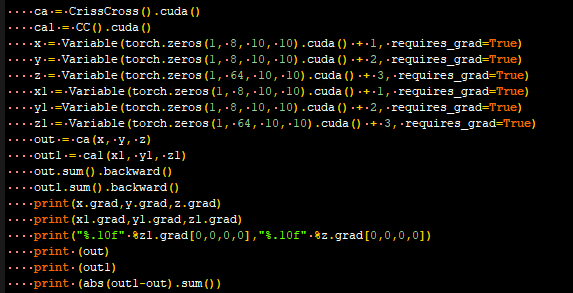 ca = CrissCross().cuda()
ca1 = CC().cuda()
x = Variable(torch.zeros(1, 8, 10, 10).cuda() + 1, requires_grad=True)
y = Variable(torch.zeros(1, 8, 10, 10).cuda() + 2, requires_grad=True)
z = Variable(torch.zeros(1, 64, 10, 10).cuda() + 3, requires_grad=True)
x1 = Variable(torch.zeros(1, 8, 10, 10).cuda() + 1, requires_grad=True)
y1 =Variable(torch.zeros(1, 8, 10, 10).cuda() + 2, requires_grad=True)
z1 = Variable(torch.zeros(1, 64, 10, 10).cuda() + 3, requires_grad=True)
out = ca(x, y, z)
out1 = ca1(x1, y1, z1)
out.sum().backward()
out1.sum().backward()
print(x.grad,y.grad,z.grad)
print(x1.grad,y1.grad,z1.grad)
print("%.10f" %z1.grad[0,0,0,0],"%.10f" %z.grad[0,0,0,0])
print (out)
print (out1)
print (abs(out1-out).sum())